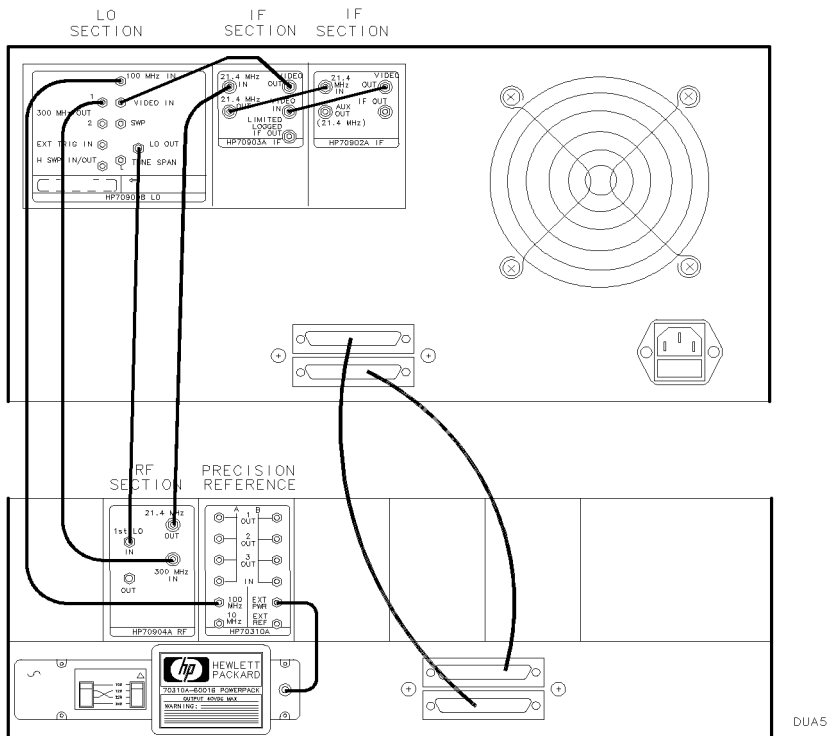 LO SECTION
IF SECTION
IF SECTION
100 MHz IN
1
VIDEO IN
300 MHz OUT
2
SWP
EXT TRIG IN
LO OUT
H SWP IN/OUT
TUNE SPAN
L
HP70900B LO
21.4 MHz IN
VIDEO OUT
21.4 MHz OUT
VIDEO IN
LIMITED LOGGED IF OUT
HP70903A IF
21.4 MHz IN
VIDEO OUT
IF OUT
AUX OUT
(21.4 MHz)
HP70902A IF
RF SECTION
PRECISION REFERENCE
21.4 MHz
OUT
1st LO
IN
300 MHz
IN
OUT
HP70904A RF
A
B
1 OUT
2 OUT
3 OUT
IN
100 MHz
EXT PWR
10 MHz
EXT REF
HP70310A
hp
HEWLETT PACKARD
70310A-60016 POWERPACK
OUTPUT 40VDC MAX
WARNING:
DUA5